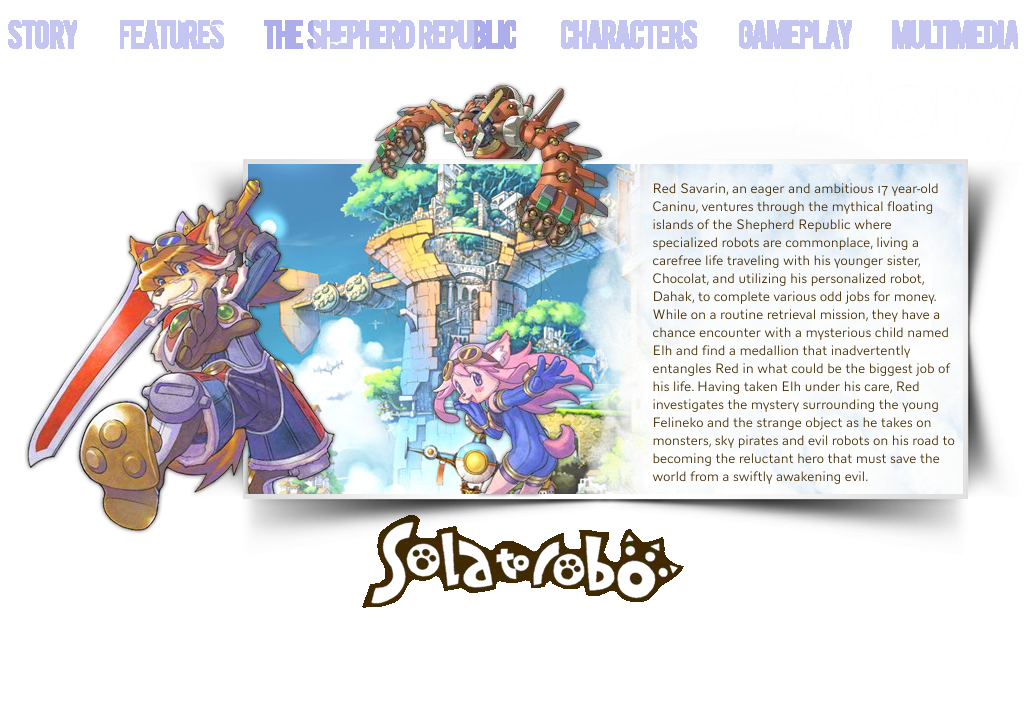 STORY FEATURES THE SHEPHERD REPUBLIC CHARACTERS GAMEPLAY MULTIMEDIA
Red Savarin, an eager and ambitious 17 year-old
Caninu, ventures through the mythical floating
islands of the Shepherd Republic where
specialized robots are commonplace, living a
carefree life traveling with his younger sister,
Chocolat, and utilizing his personalized robot,
Dahak, to complete various odd jobs for money.
While on a routine retrieval mission, they have a
chance encounter with a mysterious child named
Elh and find a medallion that inadvertently
entangles Red in what could be the biggest job of
his life. Having taken Elh under his care, Red
investigates the mystery surrounding the young
Felineko and the strange object as he takes on
monsters, sky pirates and evil robots on his road to
becoming the reluctant hero that must save the
world from a swiftly awakening evil.
Solatorobo